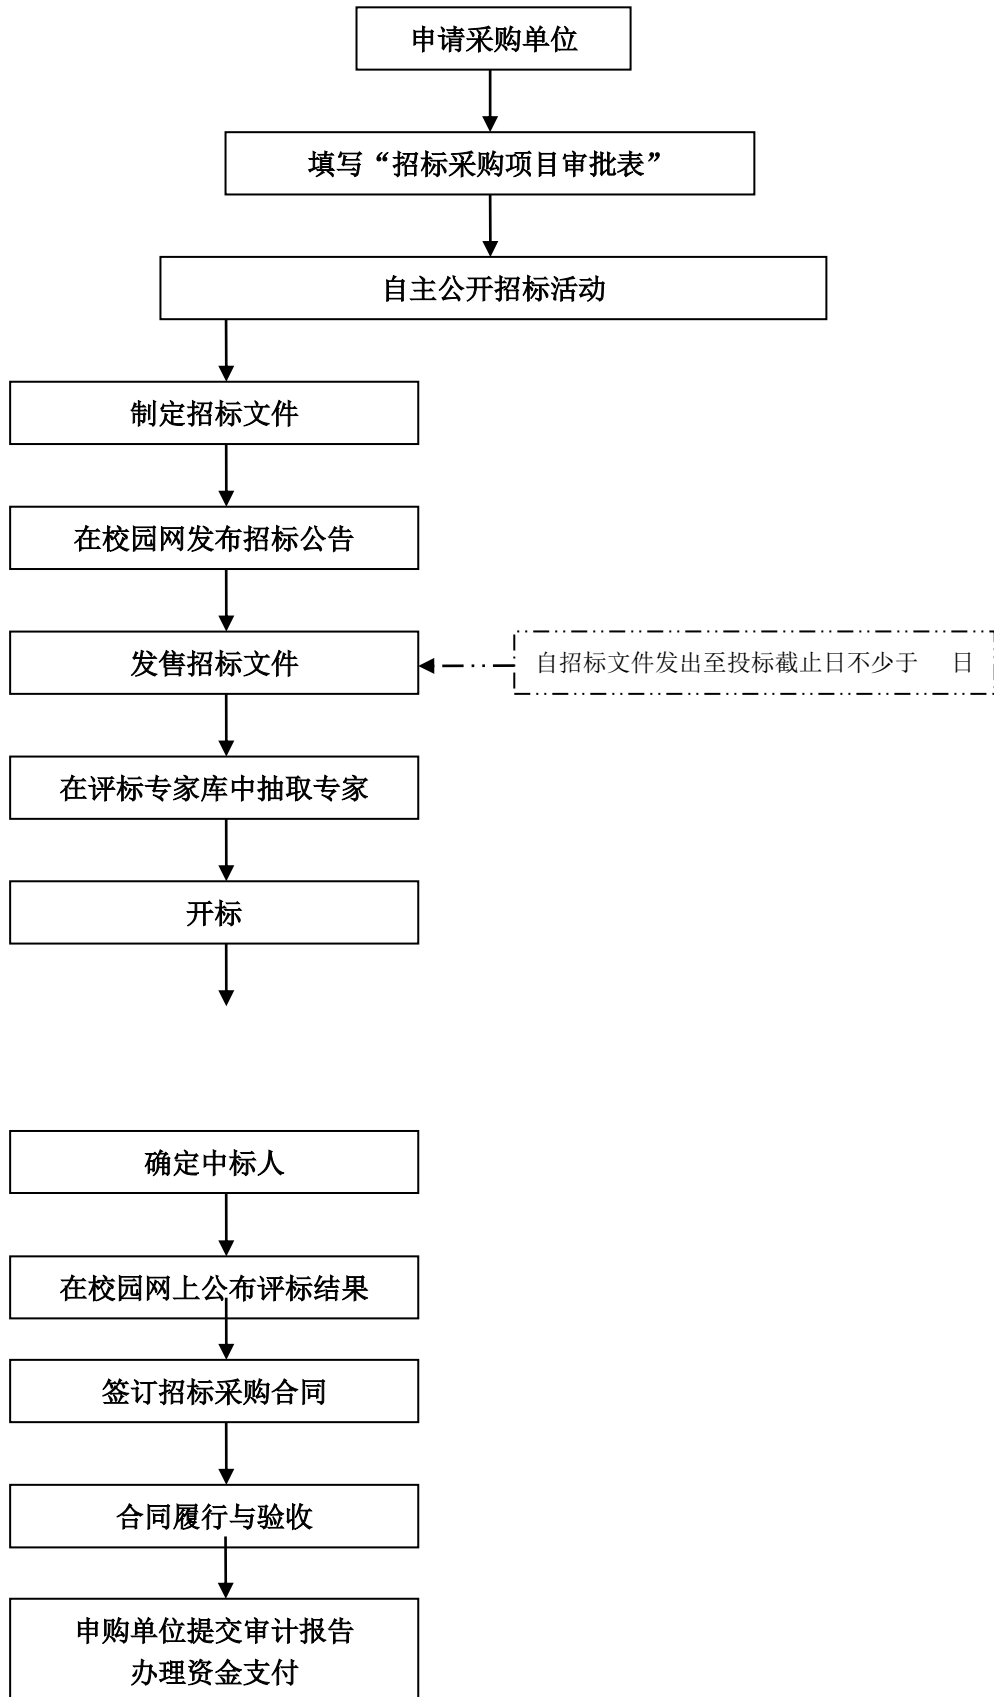 申请采购单位
填写“招标采购项目审批表”
自主公开招标活动
制定招标文件
在校园网发布招标公告
发售招标文件
自招标文件发出至投标截止日不少于 日
在评标专家库中抽取专家
开标
确定中标人
在校园网上公布评标结果
签订招标采购合同
合同履行与验收
申购单位提交审计报告
办理资金支付